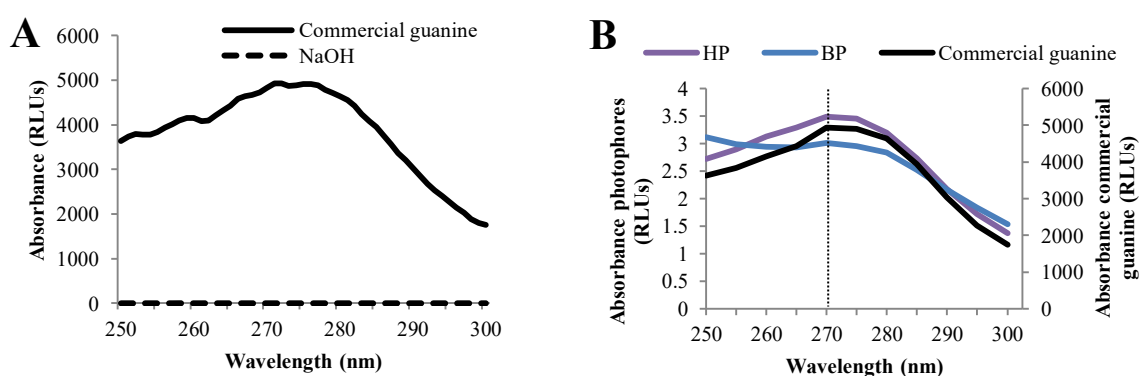 A
Commercial guanine
NaOH
6000
5000
4000
3000
2000
1000
0
Absorbance (RLUs)
250 260 270 280 290 300
Wavelength (nm)
B
HP BP Commercial guanine
4
3.5
3
2.5
2
1.5
1
0.5
0
Absorbance photophores
(RLUs)
6000
5000
4000
3000
2000
1000
0
Absorbance commercial
guanine (RLUs)
250 260 270 280 290 300
Wavelength (nm)